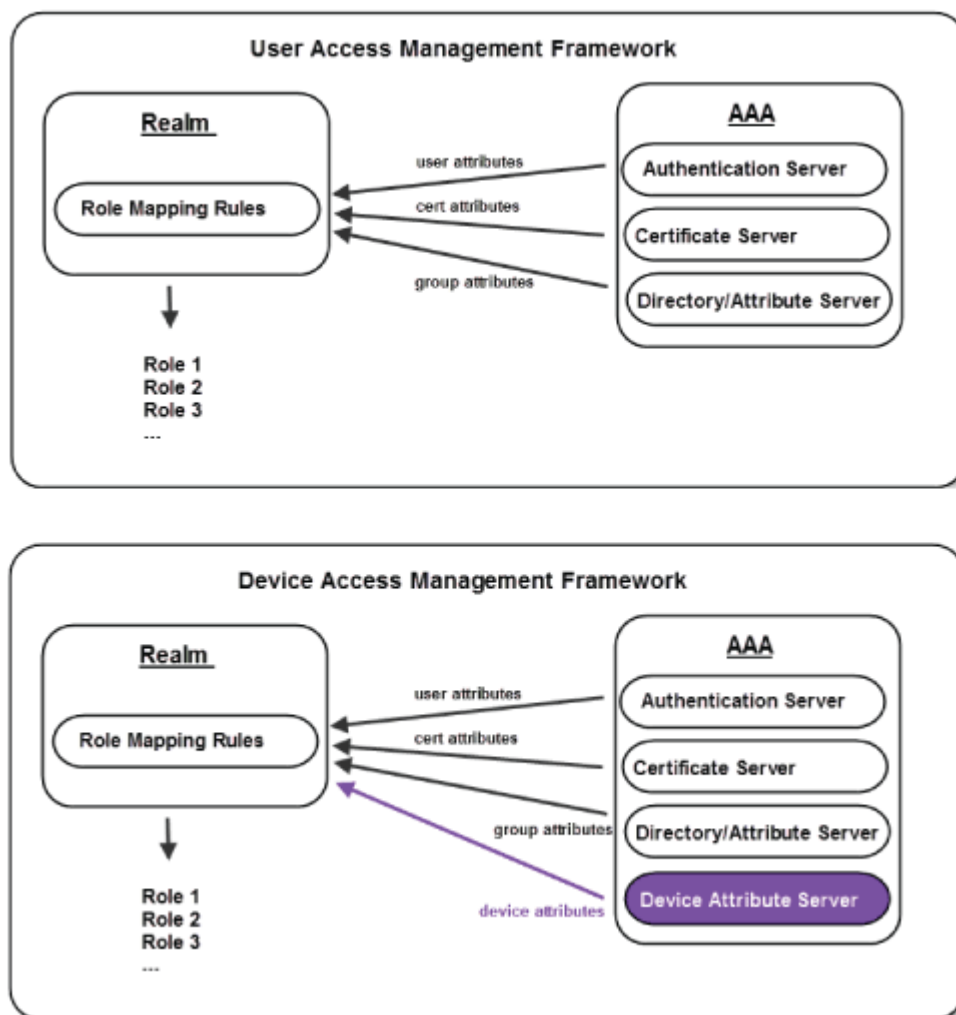 User Access Management Framework
Realm
AAA
user attributes
Authentication Server
Role Mapping Rules
cert attributes
Certificate Server
group attributes
Directory/Attribute Server
Role 1
Role 2
Role 3
---
Device Access Management Framework
Realm
AAA
user attributes
Authentication Server
Role Mapping Rules
cert attributes
Certificate Server
group attributes
Directory/Attribute Server
Role 1
device attributes
Device Attribute Server
Role 2
Role 3
---